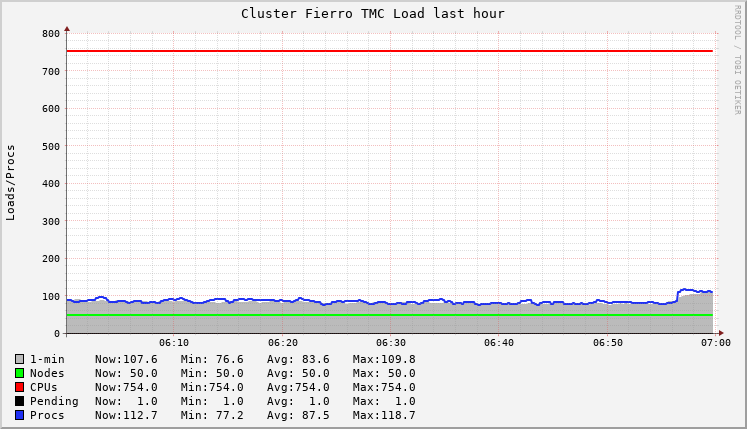 Cluster Fierro TMC Load last hour
RRDTOOL / TOBI OETIKER
Loads/Procs
800
700
600
500
400
300
200
100
0
06:10 06:20 06:30 06:40 06:50 07:00
1-min Now:107.6 Min: 76.6 Avg: 83.6 Max:109.8
Nodes Now: 50.0 Min: 50.0 Avg: 50.0 Max: 50.0
CPUs Now:754.0 Min:754.0 Avg:754.0 Max:754.0
Pending Now: 1.0 Min: 1.0 Avg: 1.0 Max: 1.0
Procs Now:112.7 Min: 77.2 Avg: 87.5 Max:118.7